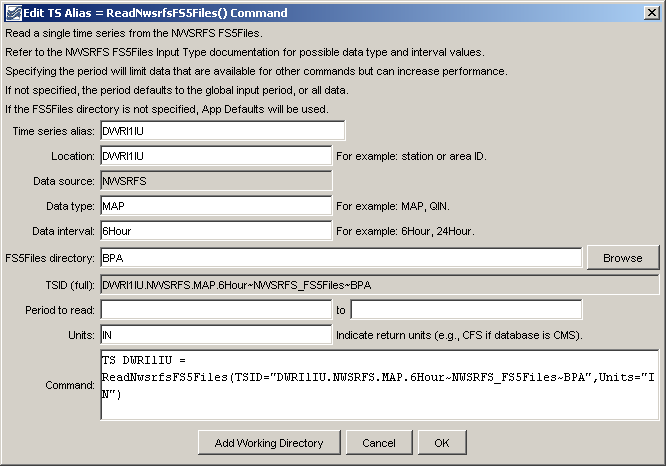 Edit TS Alias = ReadNwsrfsFS5Files() Command
Read a single time series from the NWSRFS FS5Files.
Refer to the NWSRFS FS5Files Input Type documentation for possible data type and interval values.
Specifying the period will limit data that are available for other commands but can increase performance.
If not specified, the period defaults to the global input period, or all data.
If the FS5Files directory is not specified, App Defaults will be used.
Time series alias: DWRI1IU
Location: DWRI1IU For example: station or area ID.
Data source: NWSRFS
Data type: MAP For example: MAP, QIN.
Data interval: 6Hour For example: 6Hour, 24Hour.
FS5Files directory: BPA Browse
TSID (full): DWRI1IU.NWSRFS.MAP.6Hour~NWSRFS_FS5Files~BPA
Period to read: to
Units: IN Indicate return units (e.g., CFS if database is CMS).
Command: TS DWRI1IU =
ReadNwsrfsFS5Files(TSID="DWRI1IU.NWSRFS.MAP.6Hour~NWSRFS_FS5Files~BPA",Units="I
N")
Add Working Directory Cancel OK